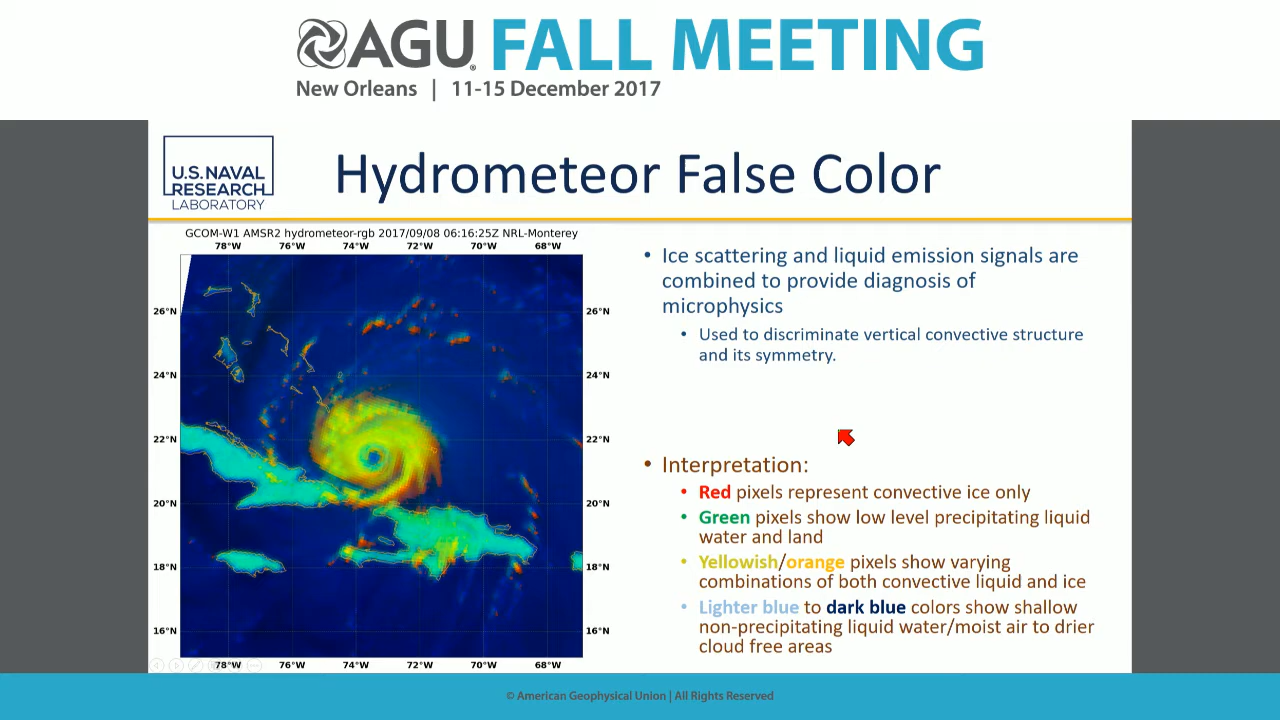 AGU FALL MEETING
New Orleans | 11-15 December 2017
U.S. NAVAL
RESEARCH
LABORATORY
Hydrometeor False Color
GCOM-W1 AMSR2 hydrometeor-rgb 2017/09/08 06:16:25Z NRL-Monterey
78°W 76°W 74°W 72°W 70°W 68°W
26°N 26°N
24°N 24°N
22°N 22°N
20°N 20°N
18°N 18°N
16°N 16°N
78°W 76°W 74°W 72°W 70°W 68°W
• Ice scattering and liquid emission signals are
combined to provide diagnosis of
microphysics
• Used to discriminate vertical convective structure
and its symmetry.
• Interpretation:
• Red pixels represent convective ice only
• Green pixels show low level precipitating liquid
water and land
• Yellowish/orange pixels show varying
combinations of both convective liquid and ice
• Lighter blue to dark blue colors show shallow
non-precipitating liquid water/moist air to drier
cloud free areas
© American Geophysical Union | All Rights Reserved